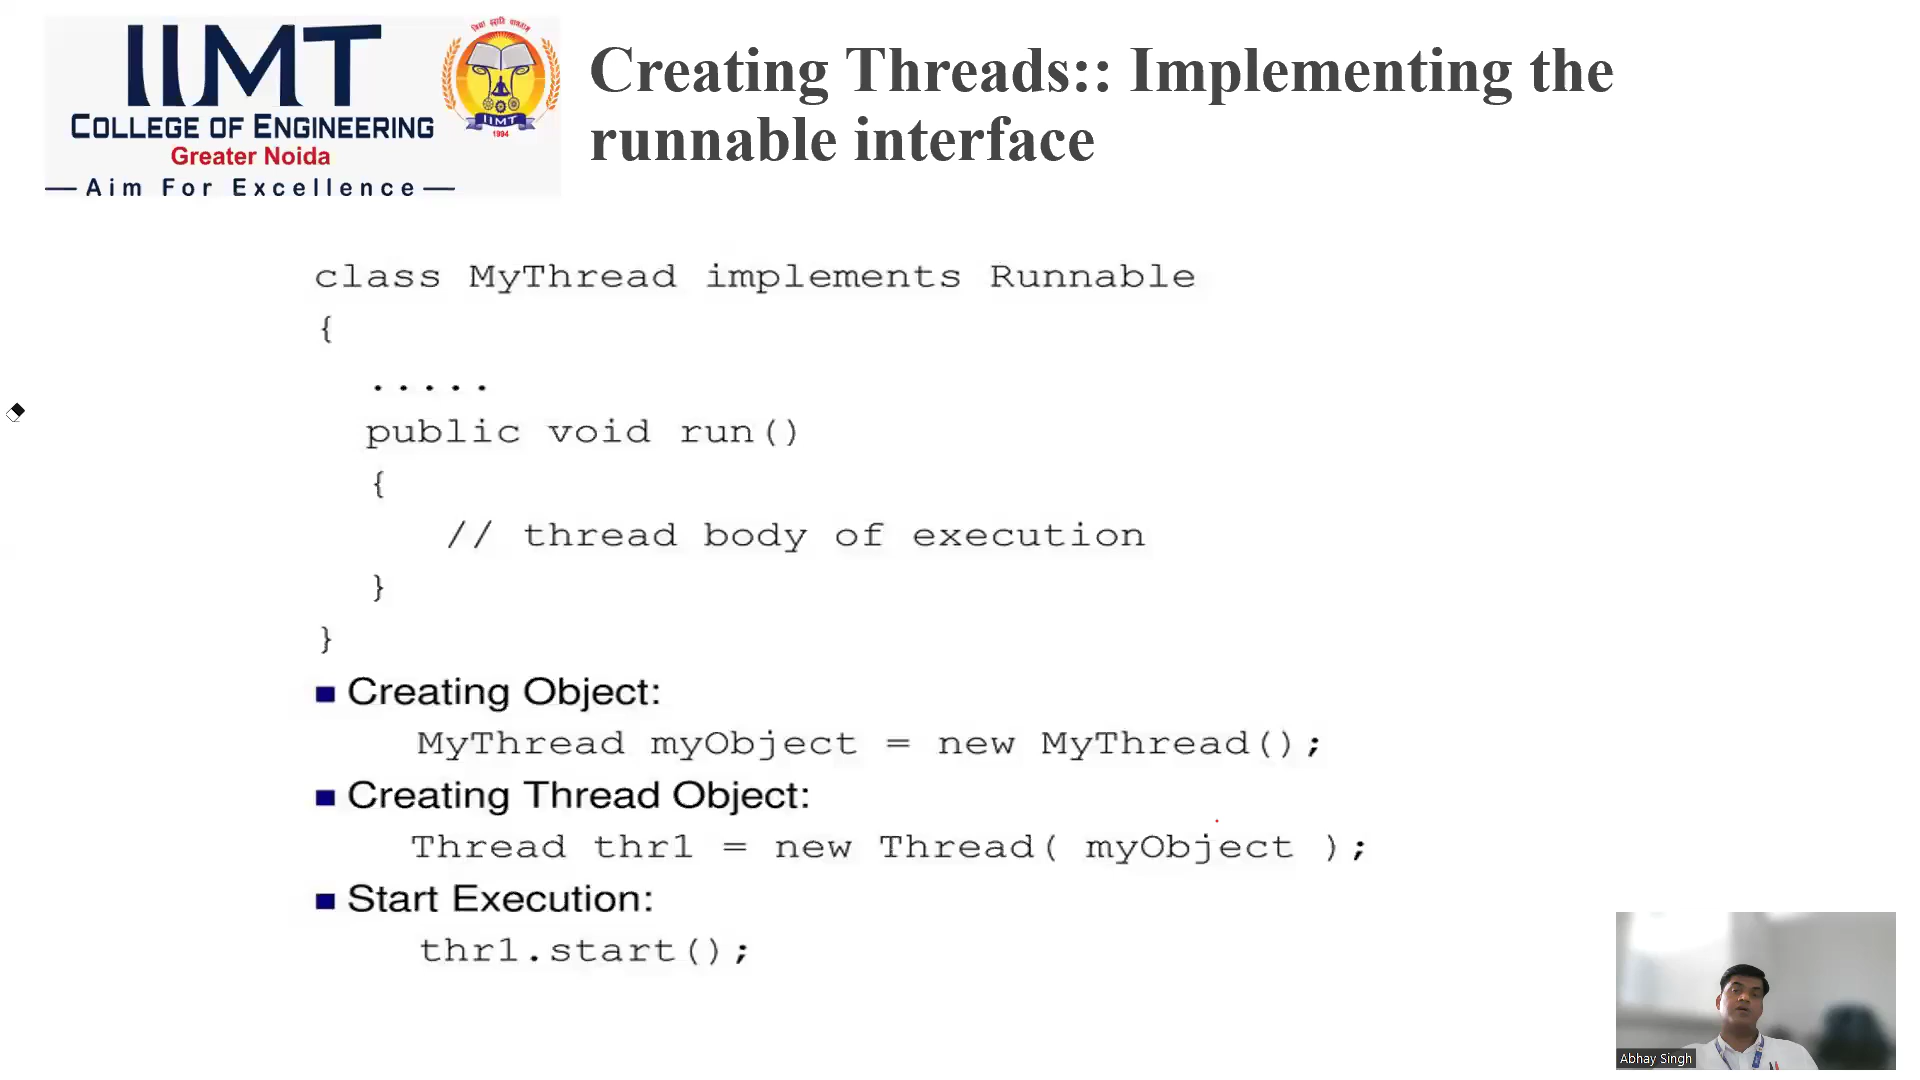 IIMT
COLLEGE OF ENGINEERING
Greater Noida
Aim For Excellence
IIMT
1994
Creating Threads:: Implementing the
runnable interface
class MyThread implements Runnable
{
.....
public void run()
{
// thread body of execution
}
}
Creating Object:
MyThread myObject = new MyThread();
Creating Thread Object:
Thread thr1 = new Thread( myObject );
Start Execution:
thr1.start();
Abhay Singh